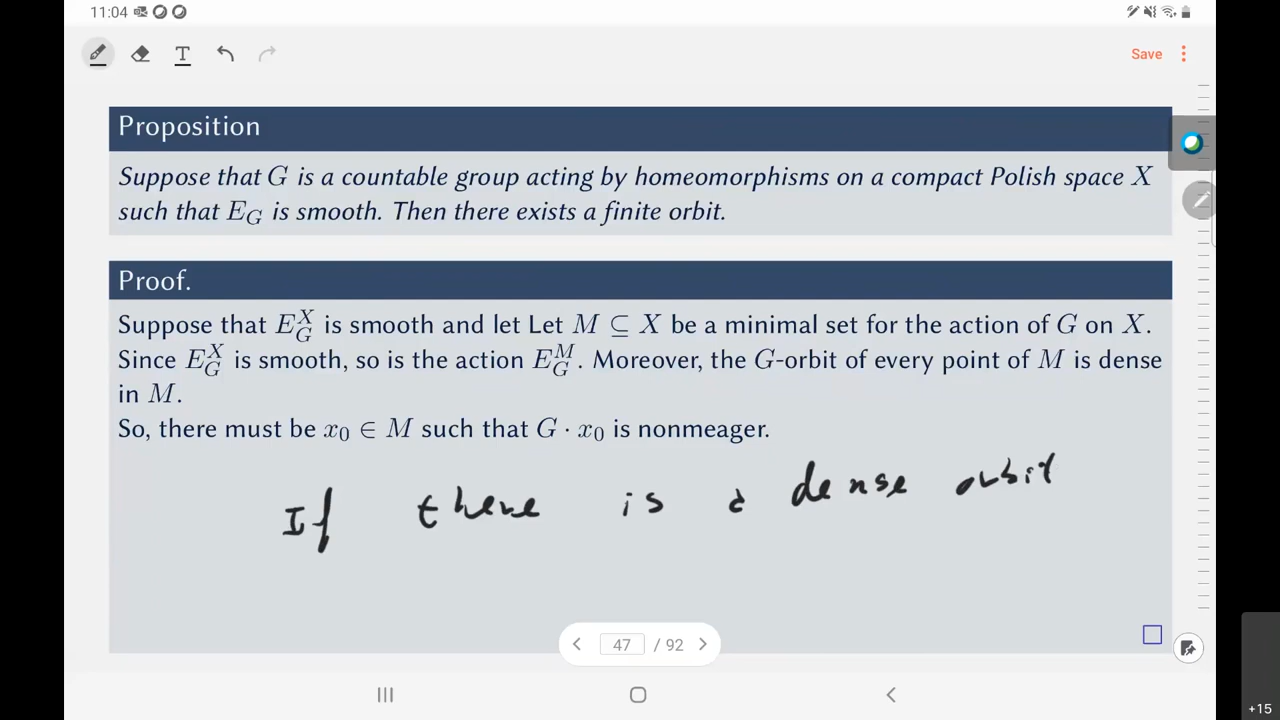 11:04
T
Save
Proposition
Suppose that G is a countable group acting by homeomorphisms on a compact Polish space X
such that E_G is smooth. Then there exists a finite orbit.
Proof.
Suppose that E_G^X is smooth and let Let M ⊆ X be a minimal set for the action of G on X.
Since E_G^X is smooth, so is the action E_G^M. Moreover, the G-orbit of every point of M is dense
in M.
So, there must be x_0 ∈ M such that G · x_0 is nonmeager.
If there is a dense orbit
47 / 92
+15